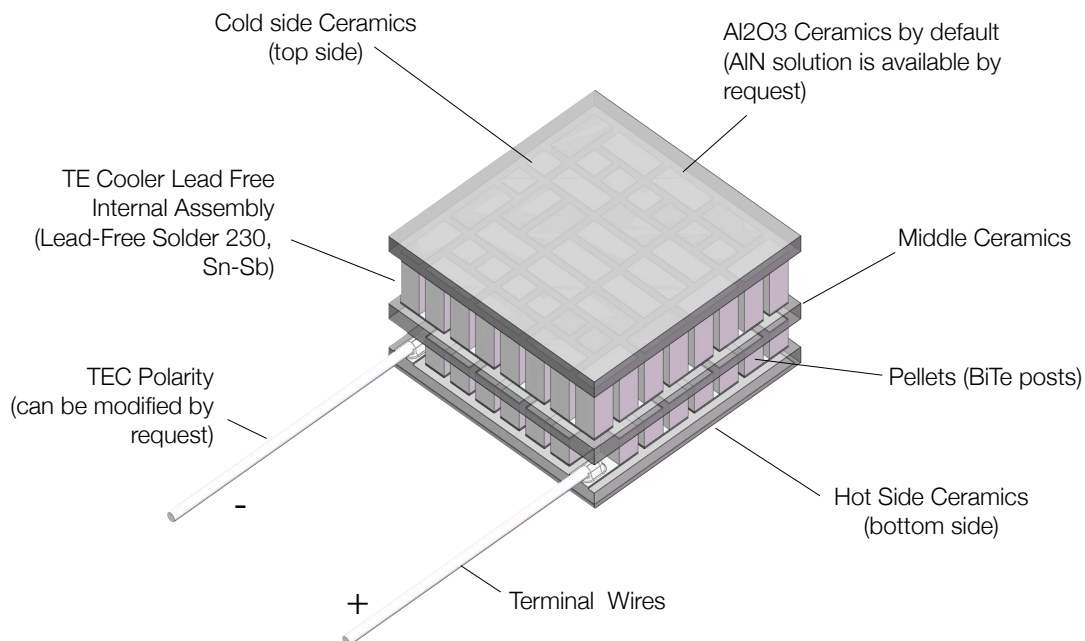 Cold side Ceramics
(top side)
Al2O3 Ceramics by default
(AlN solution is available by
request)
TE Cooler Lead Free
Internal Assembly
(Lead-Free Solder 230,
Sn-Sb)
Middle Ceramics
TEC Polarity
(can be modified by
request)
Pellets (BiTe posts)
-
Hot Side Ceramics
(bottom side)
+
Terminal Wires